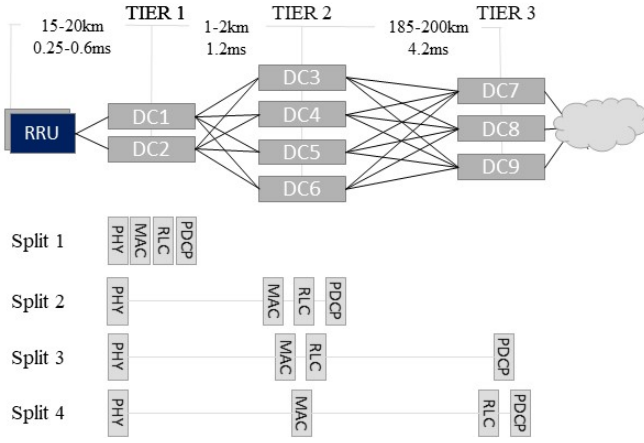 15-20km TIER 1 1-2km TIER 2 185-200km TIER 3
0.25-0.6ms 1.2ms 4.2ms
DC3
DC7
DC1 DC4
RRU DC8
DC2 DC5
DC9
DC6
Split 1 PHY MAC RLC PDCP
Split 2 PHY MAC RLC PDCP
Split 3 PHY MAC RLC PDCP
Split 4 PHY MAC RLC PDCP